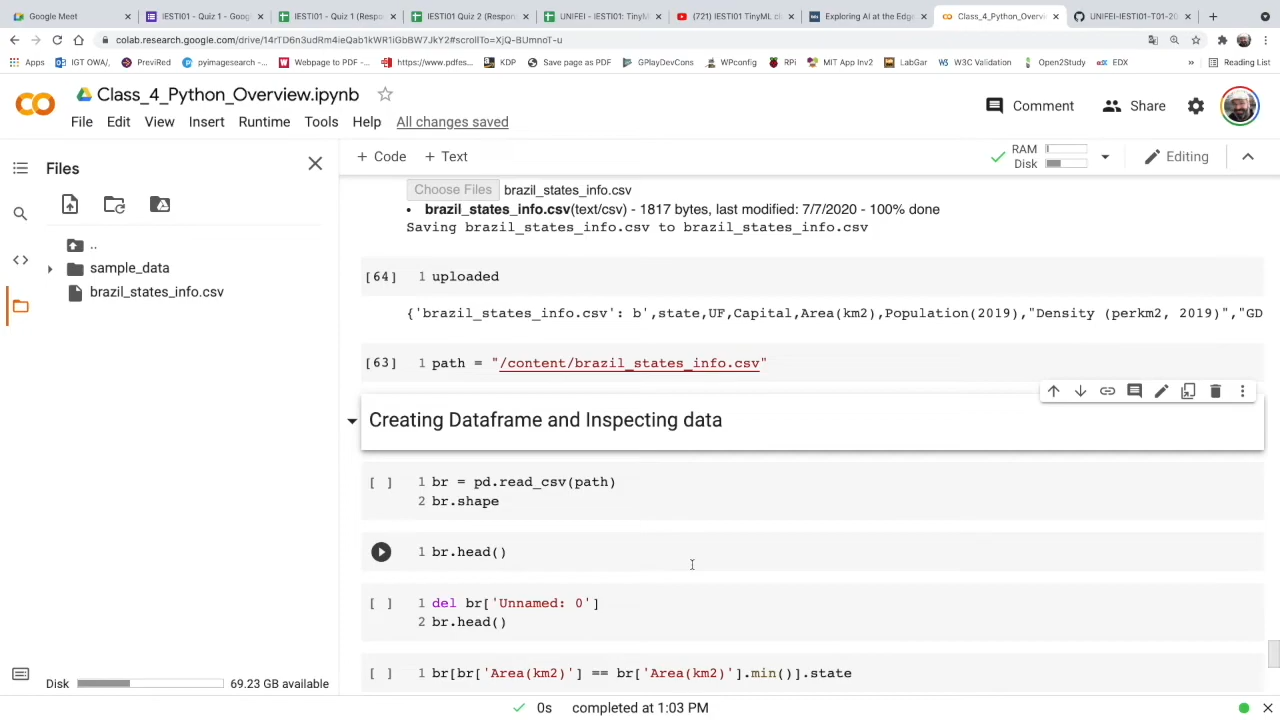 Google Meet
IESTI01 - Quiz 1 - Goog
IESTI01 - Quiz 1 (Respon
IESTI01 Quiz 2 (Respon
UNIFEI - IESTI01: TinyM
(721) IESTI01 TinyML cl
Exploring AI at the Edge
Class_4_Python_Overvi
UNIFEI-IESTI01-T01-20
colab.research.google.com/drive/14rTD6n3udRm4ieQab1kWR1iGbBW7JkY2#scrollTo=XjQ-BUmnoT-u
Apps
IGT OWA/,
PreviRed
pyimagesearch -...
Webpage to PDF -...
https://www.pdfes...
KDP
Save page as PDF
GPlayDevCons
WPconfig
RPi
MIT App Inv2
LabGar
W3C Validation
Open2Study
EDX
»
Reading List
Class_4_Python_Overview.ipynb
Comment
Share
File Edit View Insert Runtime Tools Help All changes saved
Files
+ Code + Text
RAM
Disk
Editing
..
sample_data
brazil_states_info.csv
Choose Files brazil_states_info.csv
• brazil_states_info.csv(text/csv) - 1817 bytes, last modified: 7/7/2020 - 100% done
Saving brazil_states_info.csv to brazil_states_info.csv
[64] 1 uploaded
{'brazil_states_info.csv': b',state,UF,Capital,Area(km2),Population(2019),"Density (perkm2, 2019)","GD
[63] 1 path = "/content/brazil_states_info.csv"
Creating Dataframe and Inspecting data
[ ] 1 br = pd.read_csv(path)
2 br.shape
1 br.head()
[ ] 1 del br['Unnamed: 0']
2 br.head()
[ ] 1 br[br['Area(km2)'] == br['Area(km2)'].min()].state
Disk 69.23 GB available
0s completed at 1:03 PM